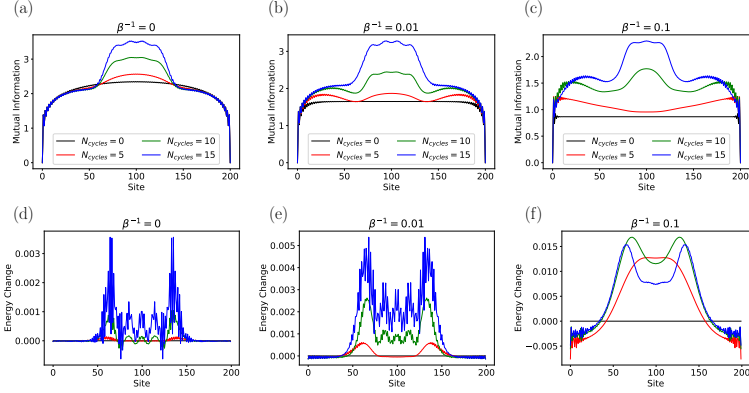 (a)
β⁻¹ = 0
Mutual Information
3
2
1
0
N_cycles = 0
N_cycles = 5
N_cycles = 10
N_cycles = 15
0 50 100 150 200
Site
(b)
β⁻¹ = 0.01
Mutual Information
3
2
1
0
N_cycles = 0
N_cycles = 5
N_cycles = 10
N_cycles = 15
0 50 100 150 200
Site
(c)
β⁻¹ = 0.1
Mutual Information
2.0
1.5
1.0
0.5
0.0
N_cycles = 0
N_cycles = 5
N_cycles = 10
N_cycles = 15
0 50 100 150 200
Site
(d)
β⁻¹ = 0
Energy Change
0.003
0.002
0.001
0.000
0 50 100 150 200
Site
(e)
β⁻¹ = 0.01
Energy Change
0.005
0.004
0.003
0.002
0.001
0.000
0 50 100 150 200
Site
(f)
β⁻¹ = 0.1
Energy Change
0.015
0.010
0.005
0.000
−0.005
0 50 100 150 200
Site